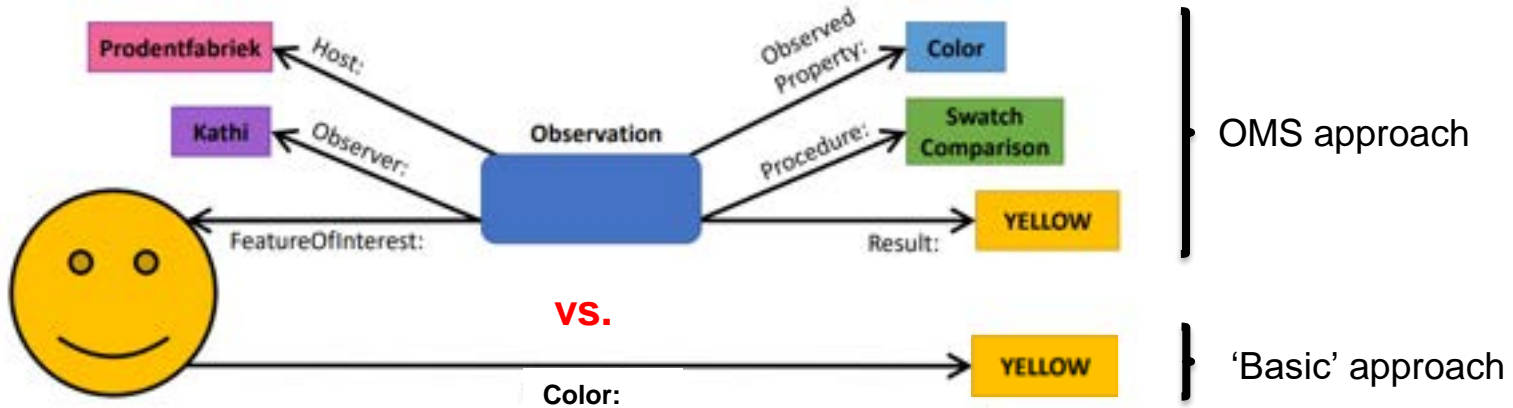 Prodentfabriek
Host:
Observed
Property:
Color
Kathi
Observer:
Observation
Procedure:
Swatch
Comparison
OMS approach
FeatureOfInterest:
Result:
YELLOW
vs.
YELLOW
'Basic' approach
Color: